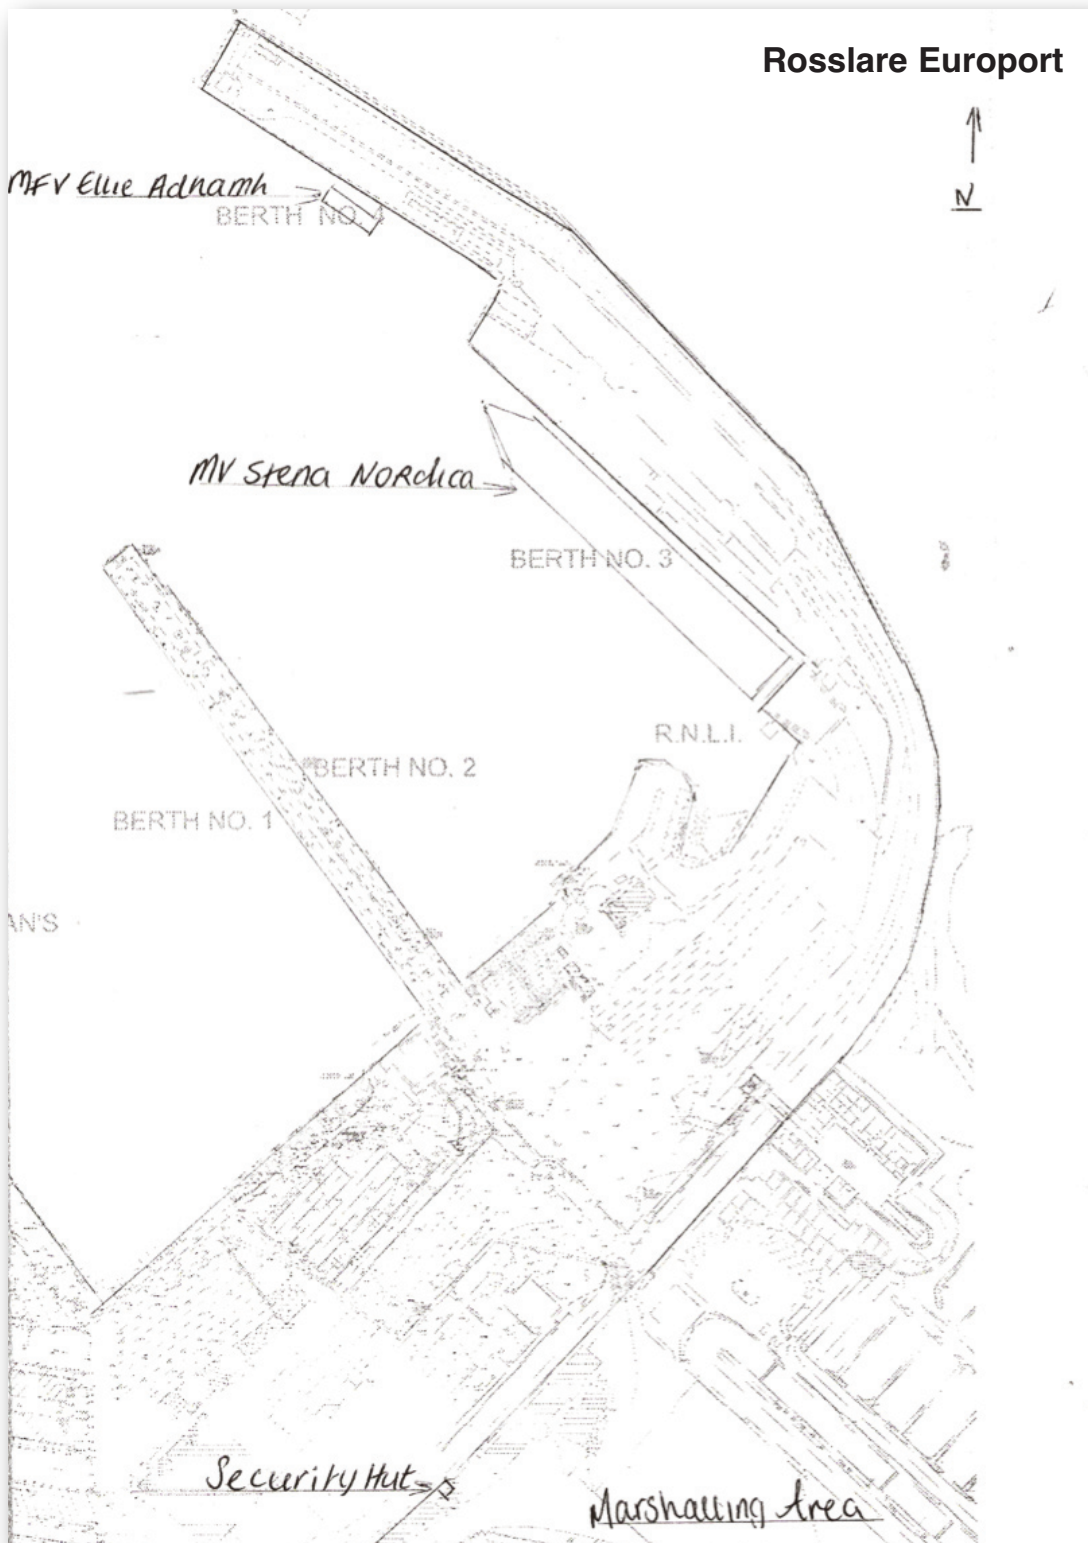 Rosslare Europort
N
MFV Ellie Adnamh
BERTH NO. 4
MV Stena Nordica
BERTH NO. 3
R.N.L.I.
BERTH NO. 2
BERTH NO. 1
AN'S
Security Hut
Marshalling Area